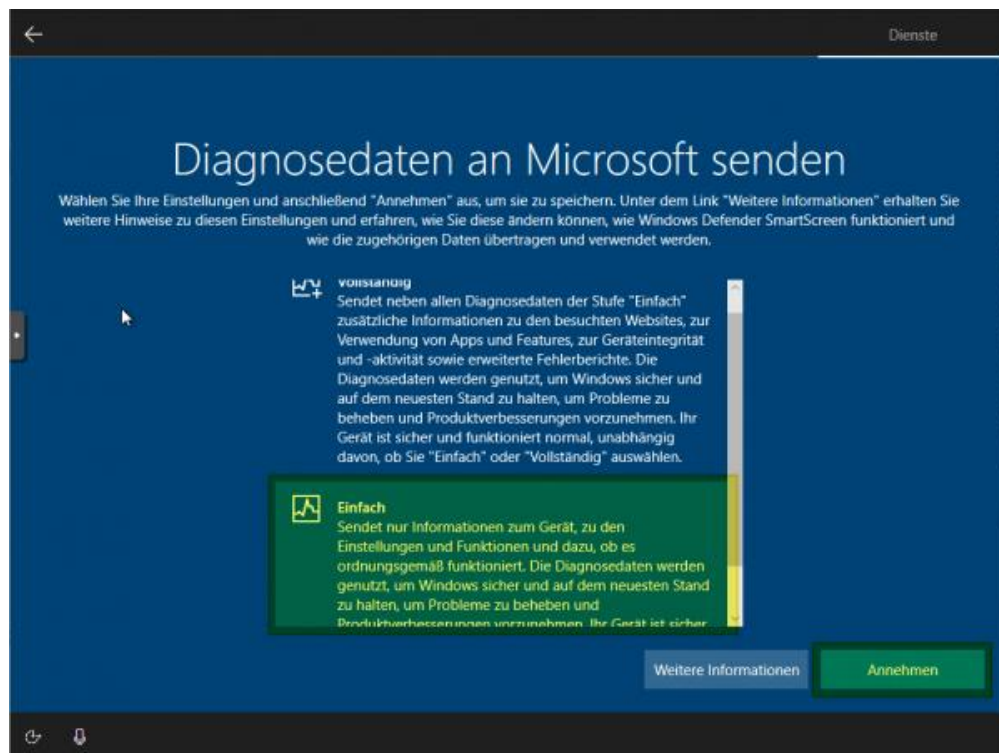 Dienste
Diagnosedaten an Microsoft senden
Wählen Sie Ihre Einstellungen und anschließend "Annehmen" aus, um sie zu speichern. Unter dem Link "Weitere Informationen" erhalten Sie
weitere Hinweise zu diesen Einstellungen und erfahren, wie Sie diese ändern können, wie Windows Defender SmartScreen funktioniert und
wie die zugehörigen Daten übertragen und verwendet werden.
Vollständig
Sendet neben allen Diagnosedaten der Stufe "Einfach"
zusätzliche Informationen zu den besuchten Websites, zur
Verwendung von Apps und Features, zur Geräteintegrität
und -aktivität sowie erweiterte Fehlerberichte. Die
Diagnosedaten werden genutzt, um Windows sicher und
auf dem neuesten Stand zu halten, um Probleme zu
beheben und Produktverbesserungen vorzunehmen. Ihr
Gerät ist sicher und funktioniert normal, unabhängig
davon, ob Sie "Einfach" oder "Vollständig" auswählen.
Einfach
Sendet nur Informationen zum Gerät, zu den
Einstellungen und Funktionen und dazu, ob es
ordnungsgemäß funktioniert. Die Diagnosedaten werden
genutzt, um Windows sicher und auf dem neuesten Stand
zu halten, um Probleme zu beheben und
Produktverbesserungen vorzunehmen. Ihr Gerät ist sicher
Weitere Informationen
Annehmen